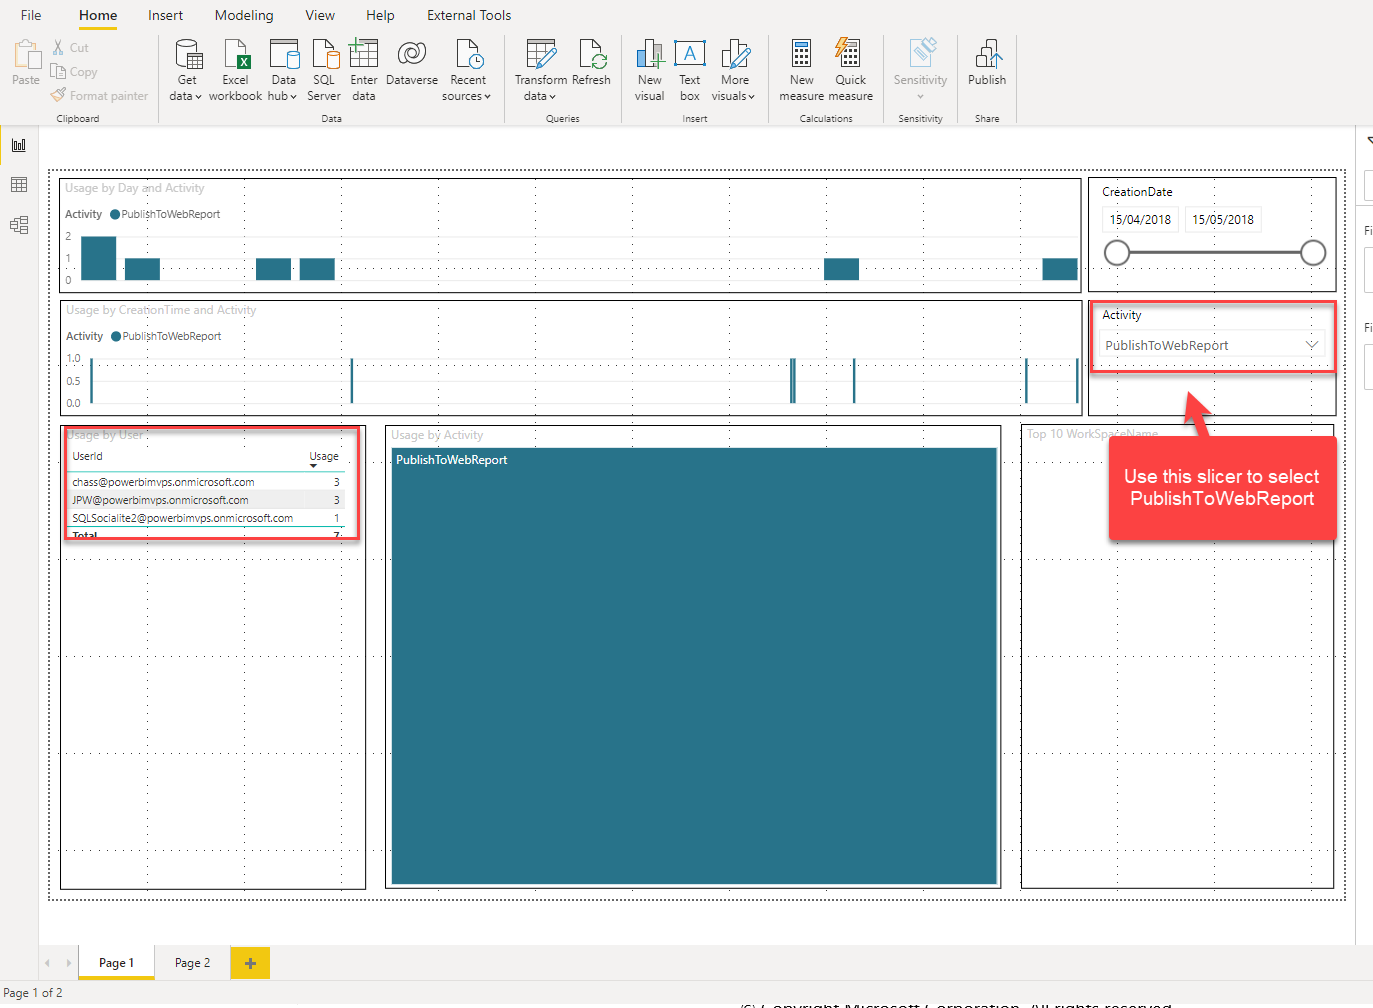 File Home Insert Modeling View Help External Tools
Paste
Cut
Copy
Format painter
Clipboard
Get data
Excel workbook
Data hub
SQL Server
Enter data
Dataverse
Recent sources
Data
Transform data
Refresh
Queries
New visual
Text box
More visuals
Insert
New measure
Quick measure
Calculations
Sensitivity
Sensitivity
Publish
Share
Usage by Day and Activity
Activity PublishToWebReport
2
1
0
CreationDate
15/04/2018 15/05/2018
Usage by CreationTime and Activity
Activity PublishToWebReport
1.0
0.5
0.0
Activity
PublishToWebReport
Usage by User
UserId Usage
chass@powerbimvps.onmicrosoft.com 3
JPW@powerbimvps.onmicrosoft.com 3
SQLSocialite2@powerbimvps.onmicrosoft.com 1
Total 7
Usage by Activity
PublishToWebReport
Top 10 WorkSpaceName
Use this slicer to select
PublishToWebReport
Fi
Fi
Page 1 Page 2 +
Page 1 of 2
(C) Copyright Microsoft Corporation. All rights reserved